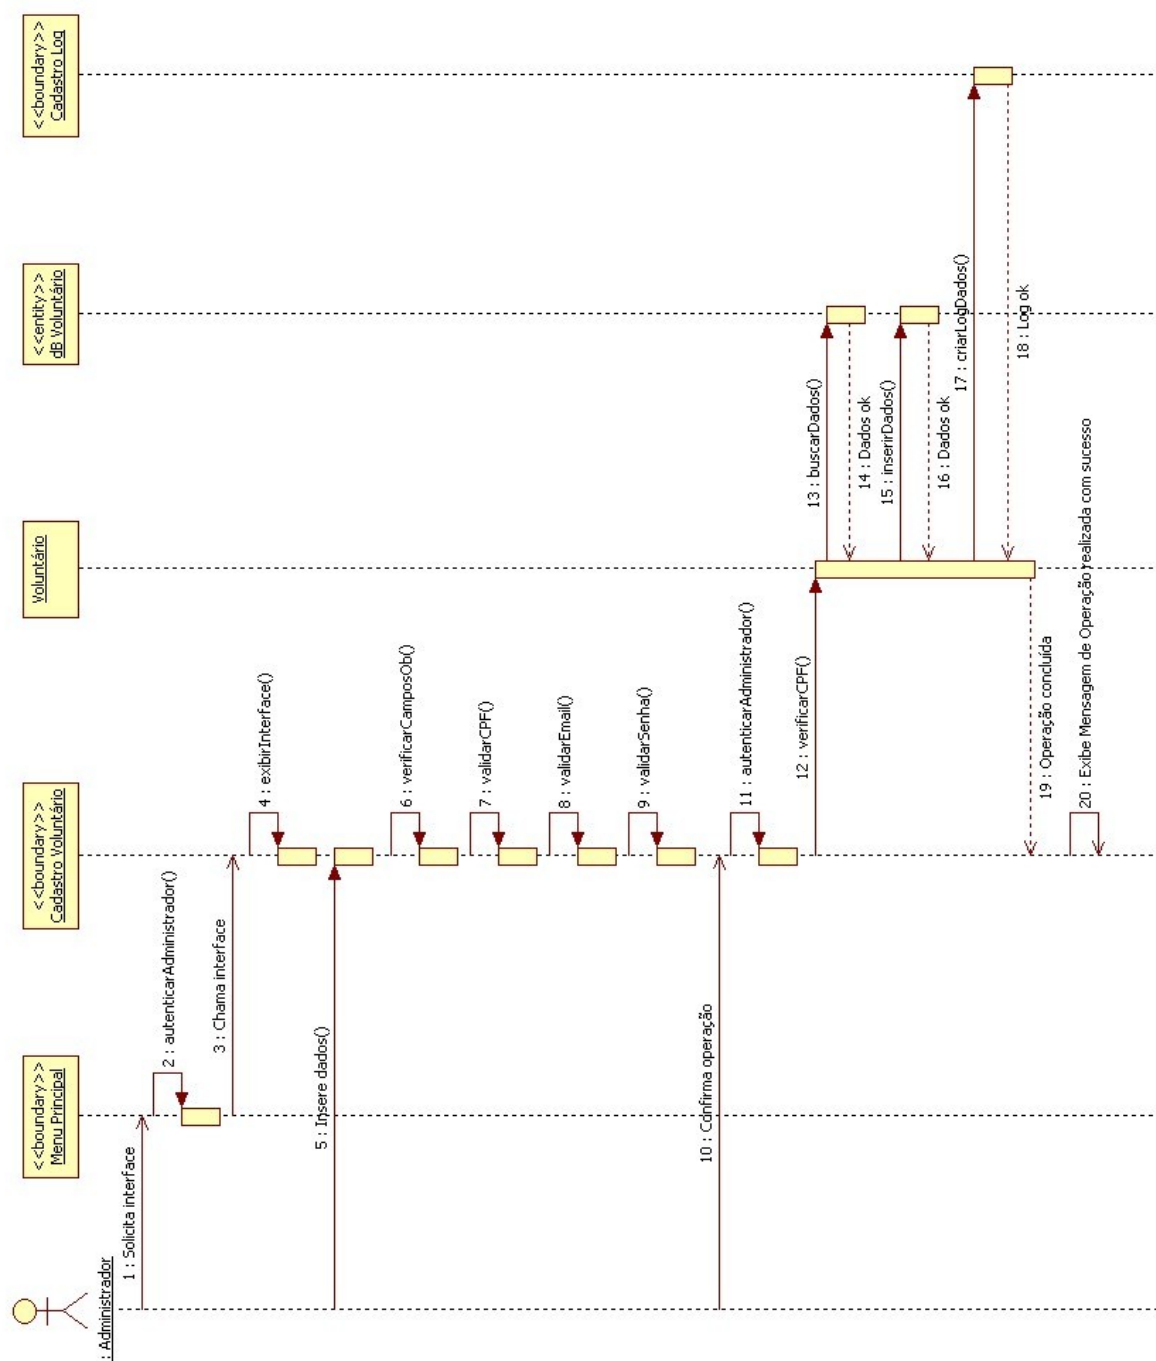 : Administrador
<<boundary>>
Menu Principal
<<boundary>>
Cadastro Voluntário
Voluntário
<<entity>>
dB Voluntário
<<boundary>>
Cadastro Log
1 : Solicita interface
2 : autenticarAdministrador()
3 : Chama interface
4 : exibirInterface()
5 : Insere dados()
6 : verificarCamposOb()
7 : validarCPF()
8 : validarEmail()
9 : validarSenha()
10 : Confirma operação
11 : autenticarAdministrador()
12 : verificarCPF()
13 : buscarDados()
14 : Dados ok
15 : inserirDados()
16 : Dados ok
17 : criarLogDados()
18 : Log ok
19 : Operação concluída
20 : Exibe Mensagem de Operação realizada com sucesso